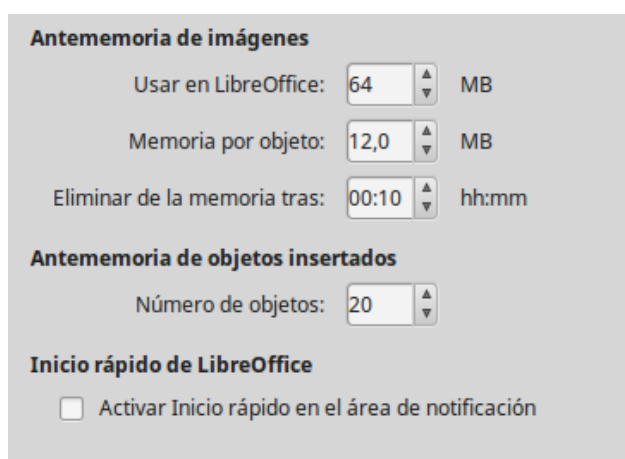 Antememoria de imágenes
Usar en LibreOffice: 64 MB
Memoria por objeto: 12,0 MB
Eliminar de la memoria tras: 00:10 hh:mm
Antememoria de objetos insertados
Número de objetos: 20
Inicio rápido de LibreOffice
Activar Inicio rápido en el área de notificación